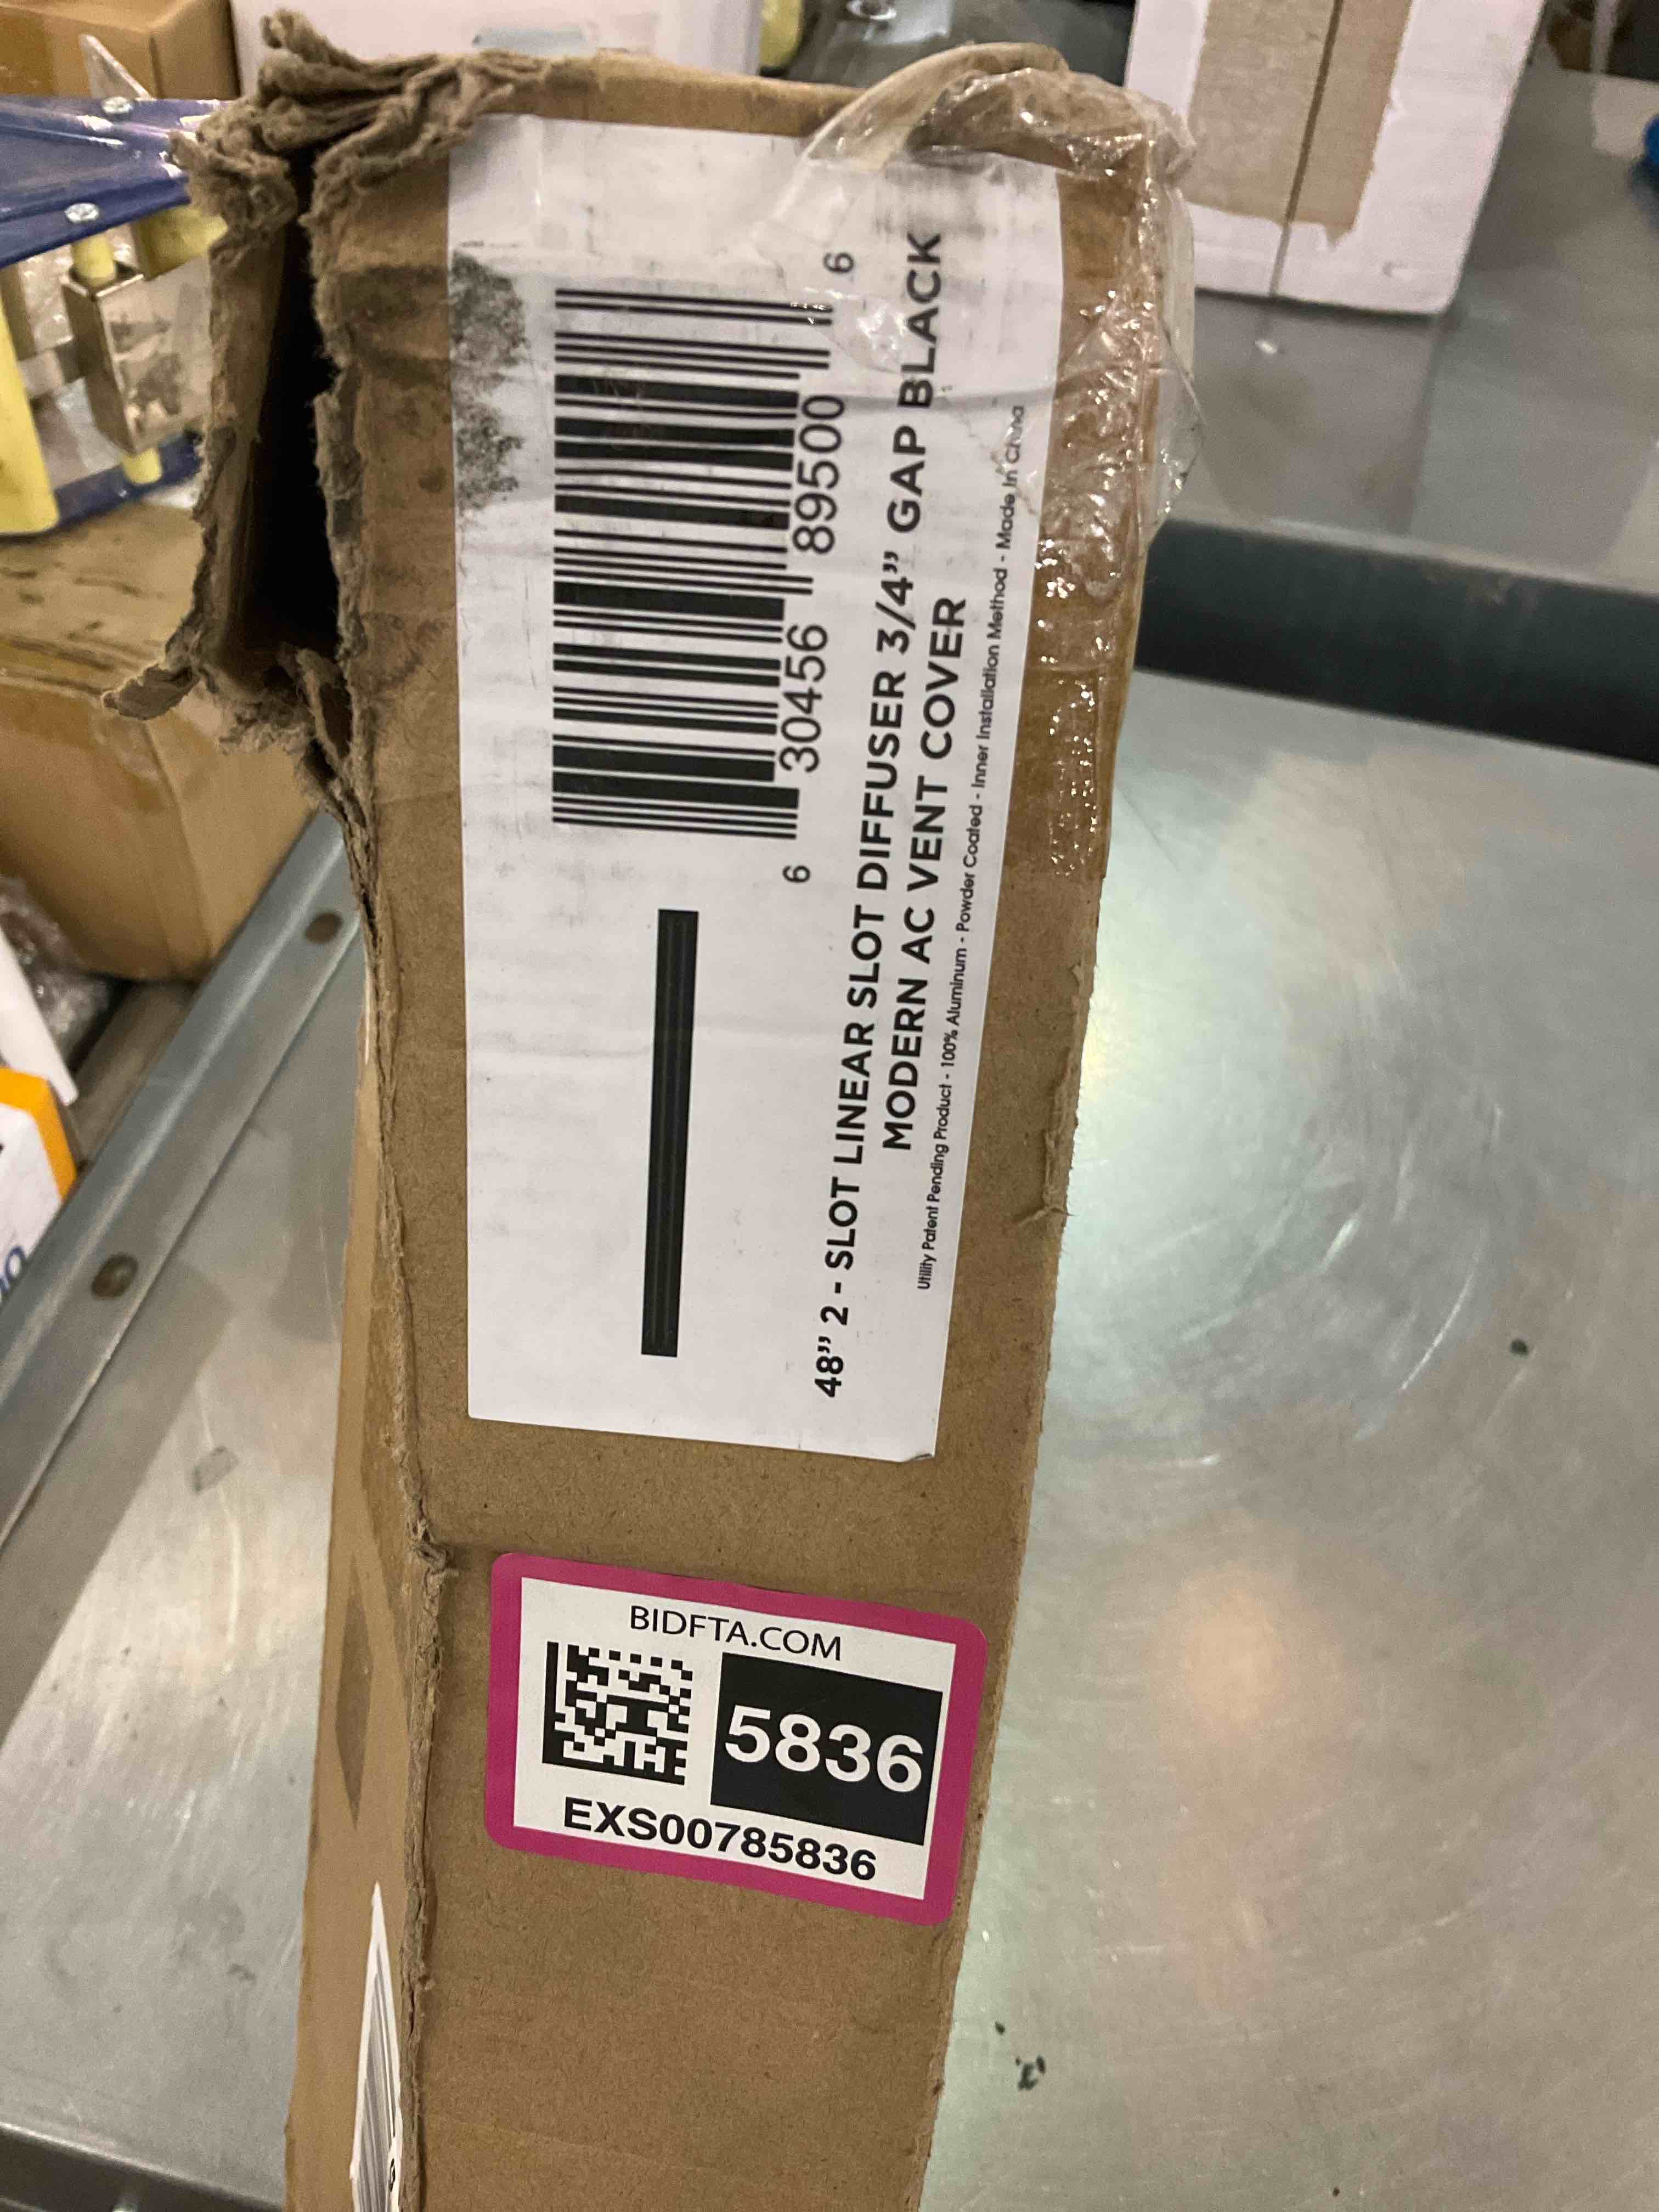 6 30456 89500 6
48" 2 - SLOT LINEAR SLOT DIFFUSER 3/4" GAP BLACK
MODERN AC VENT COVER
Utility Patent Pending Product - 100% Aluminum - Powder Coated - Inner Installation Method - Made In China
BIDFTA.COM
5836
EXS00785836